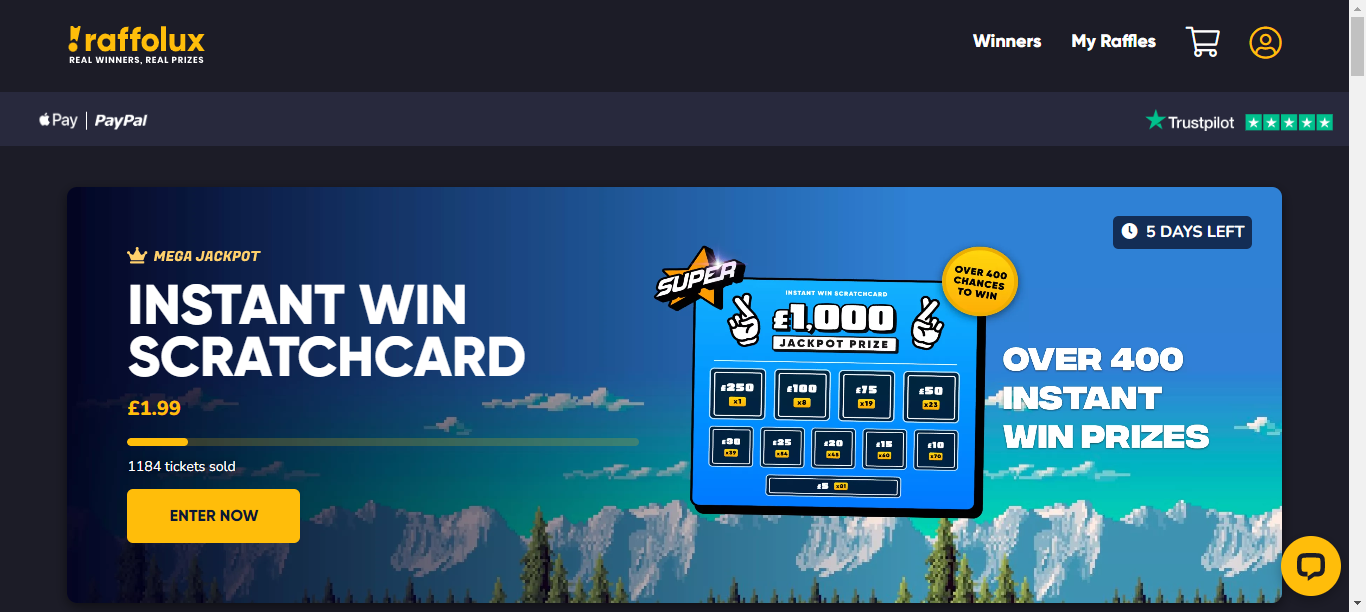 raffolux
REAL WINNERS, REAL PRIZES
Winners
My Raffles
Pay | PayPal
Trustpilot
5 DAYS LEFT
MEGA JACKPOT
INSTANT WIN
SCRATCHCARD
£1.99
1184 tickets sold
ENTER NOW
SUPER
OVER 400
CHANCES
TO WIN
INSTANT WIN SCRATCHCARD
£1,000
JACKPOT PRIZE
£250
x1
£100
x8
£75
x19
£50
x23
£30
x39
£25
£20
£15
x60
£10
x70
£5 x81
OVER 400
INSTANT
WIN PRIZES